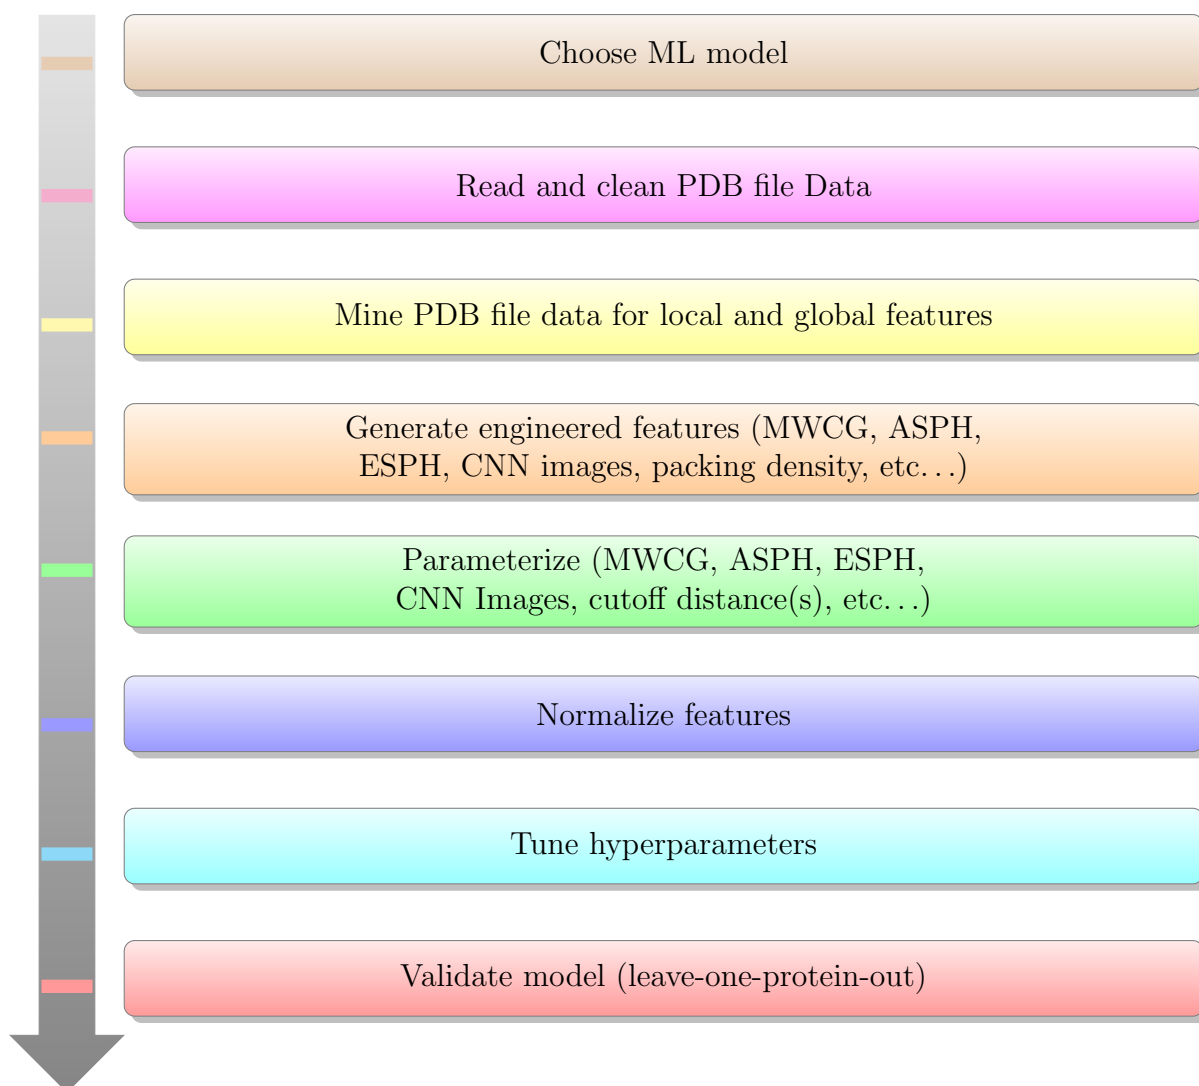 Choose ML model
Read and clean PDB file Data
Mine PDB file data for local and global features
Generate engineered features (MWCG, ASPH,
ESPH, CNN images, packing density, etc...)
Parameterize (MWCG, ASPH, ESPH,
CNN Images, cutoff distance(s), etc...)
Normalize features
Tune hyperparameters
Validate model (leave-one-protein-out)